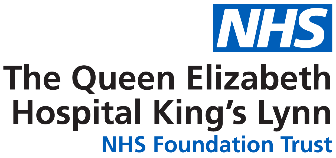 NHS
The Queen Elizabeth
Hospital King's Lynn
NHS Foundation Trust